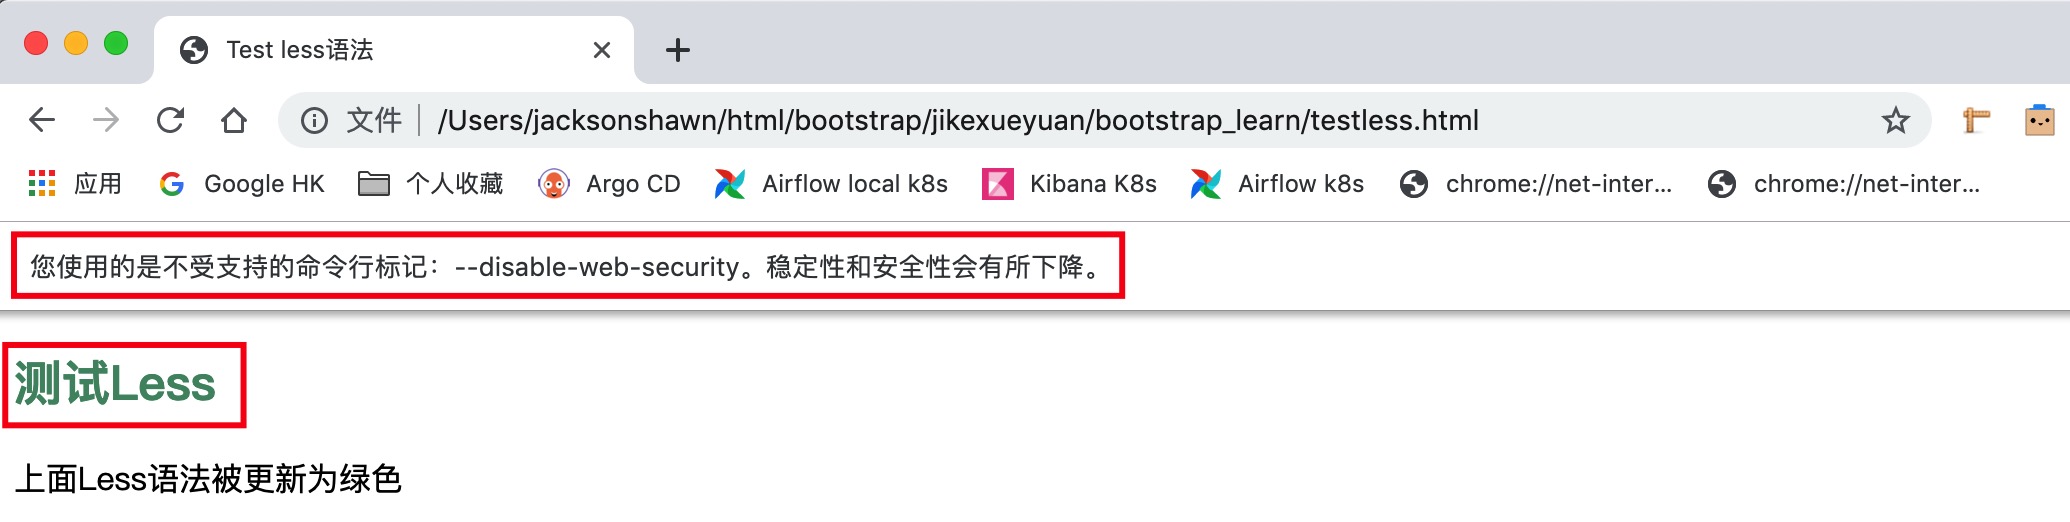 Test less语法
文件 /Users/jacksonshawn/html/bootstrap/jikexueyuan/bootstrap_learn/testless.html
应用 Google HK 个人收藏 Argo CD Airflow local k8s Kibana K8s Airflow k8s chrome://net-inter... chrome://net-inter...
您使用的是不受支持的命令行标记：--disable-web-security。稳定性和安全性会有所下降。
测试Less
上面Less语法被更新为绿色